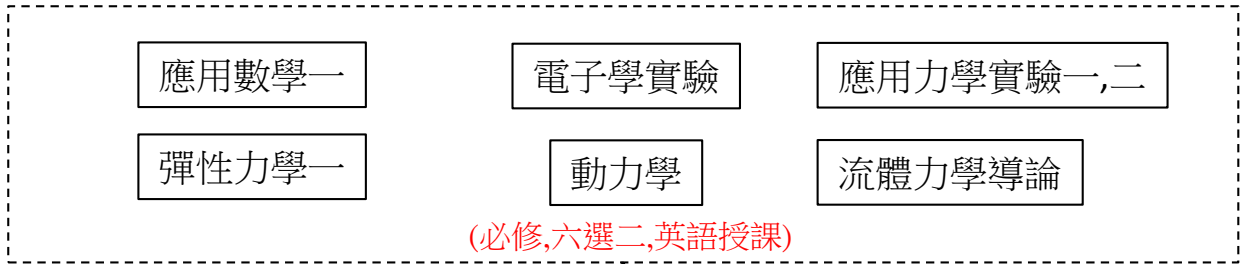 應用數學一
電子學實驗
應用力學實驗一,二
彈性力學一
動力學
流體力學導論
(必修,六選二,英語授課)